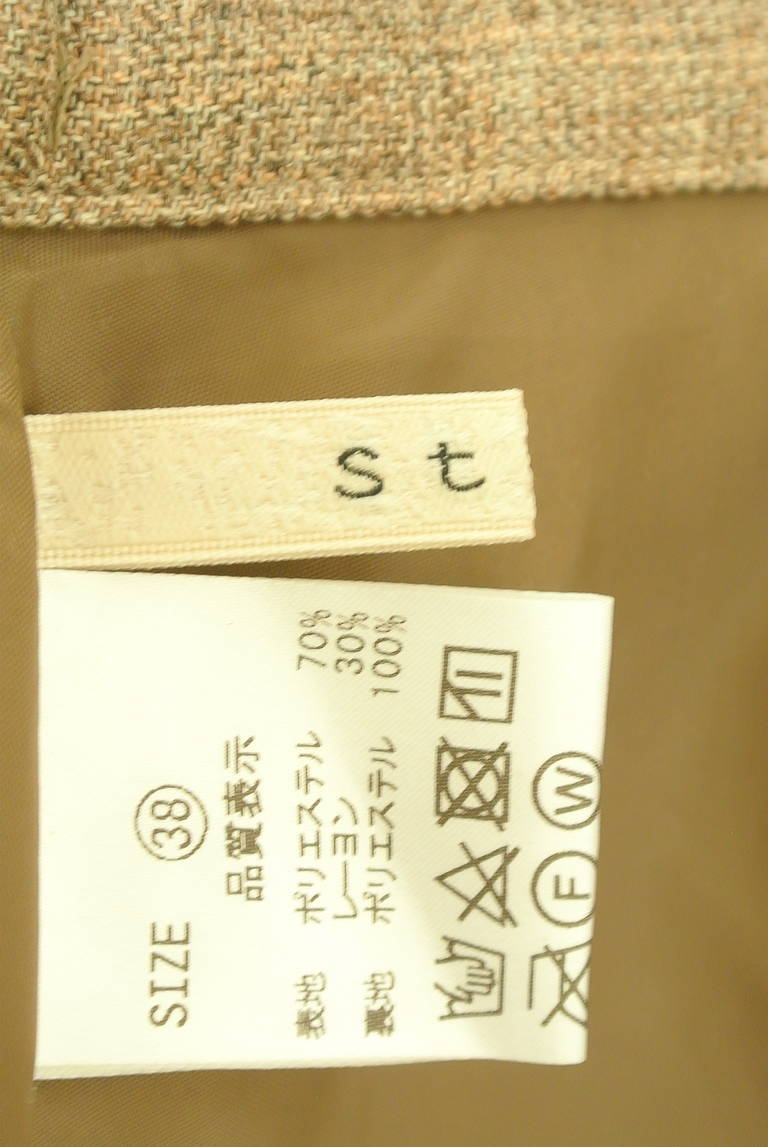 st
SIZE 38
品質表示
表地 ポリエステル 70%
レーヨン 30%
裏地 ポリエステル 100%
F W